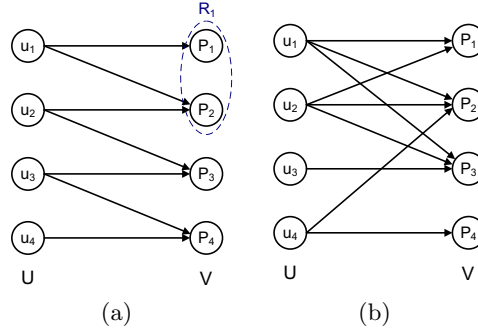 R₁
u₁ P₁ u₁ P₁
u₂ P₂ u₂ P₂
u₃ P₃ u₃ P₃
u₄ P₄ u₄ P₄
U V U V
(a) (b)